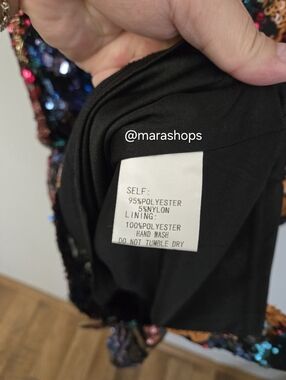 @marashops
SELF:
95%POLYESTER
5%NYLON
LINING:
100%POLYESTER
HAND WASH
DO NOT TUMBLE DRY